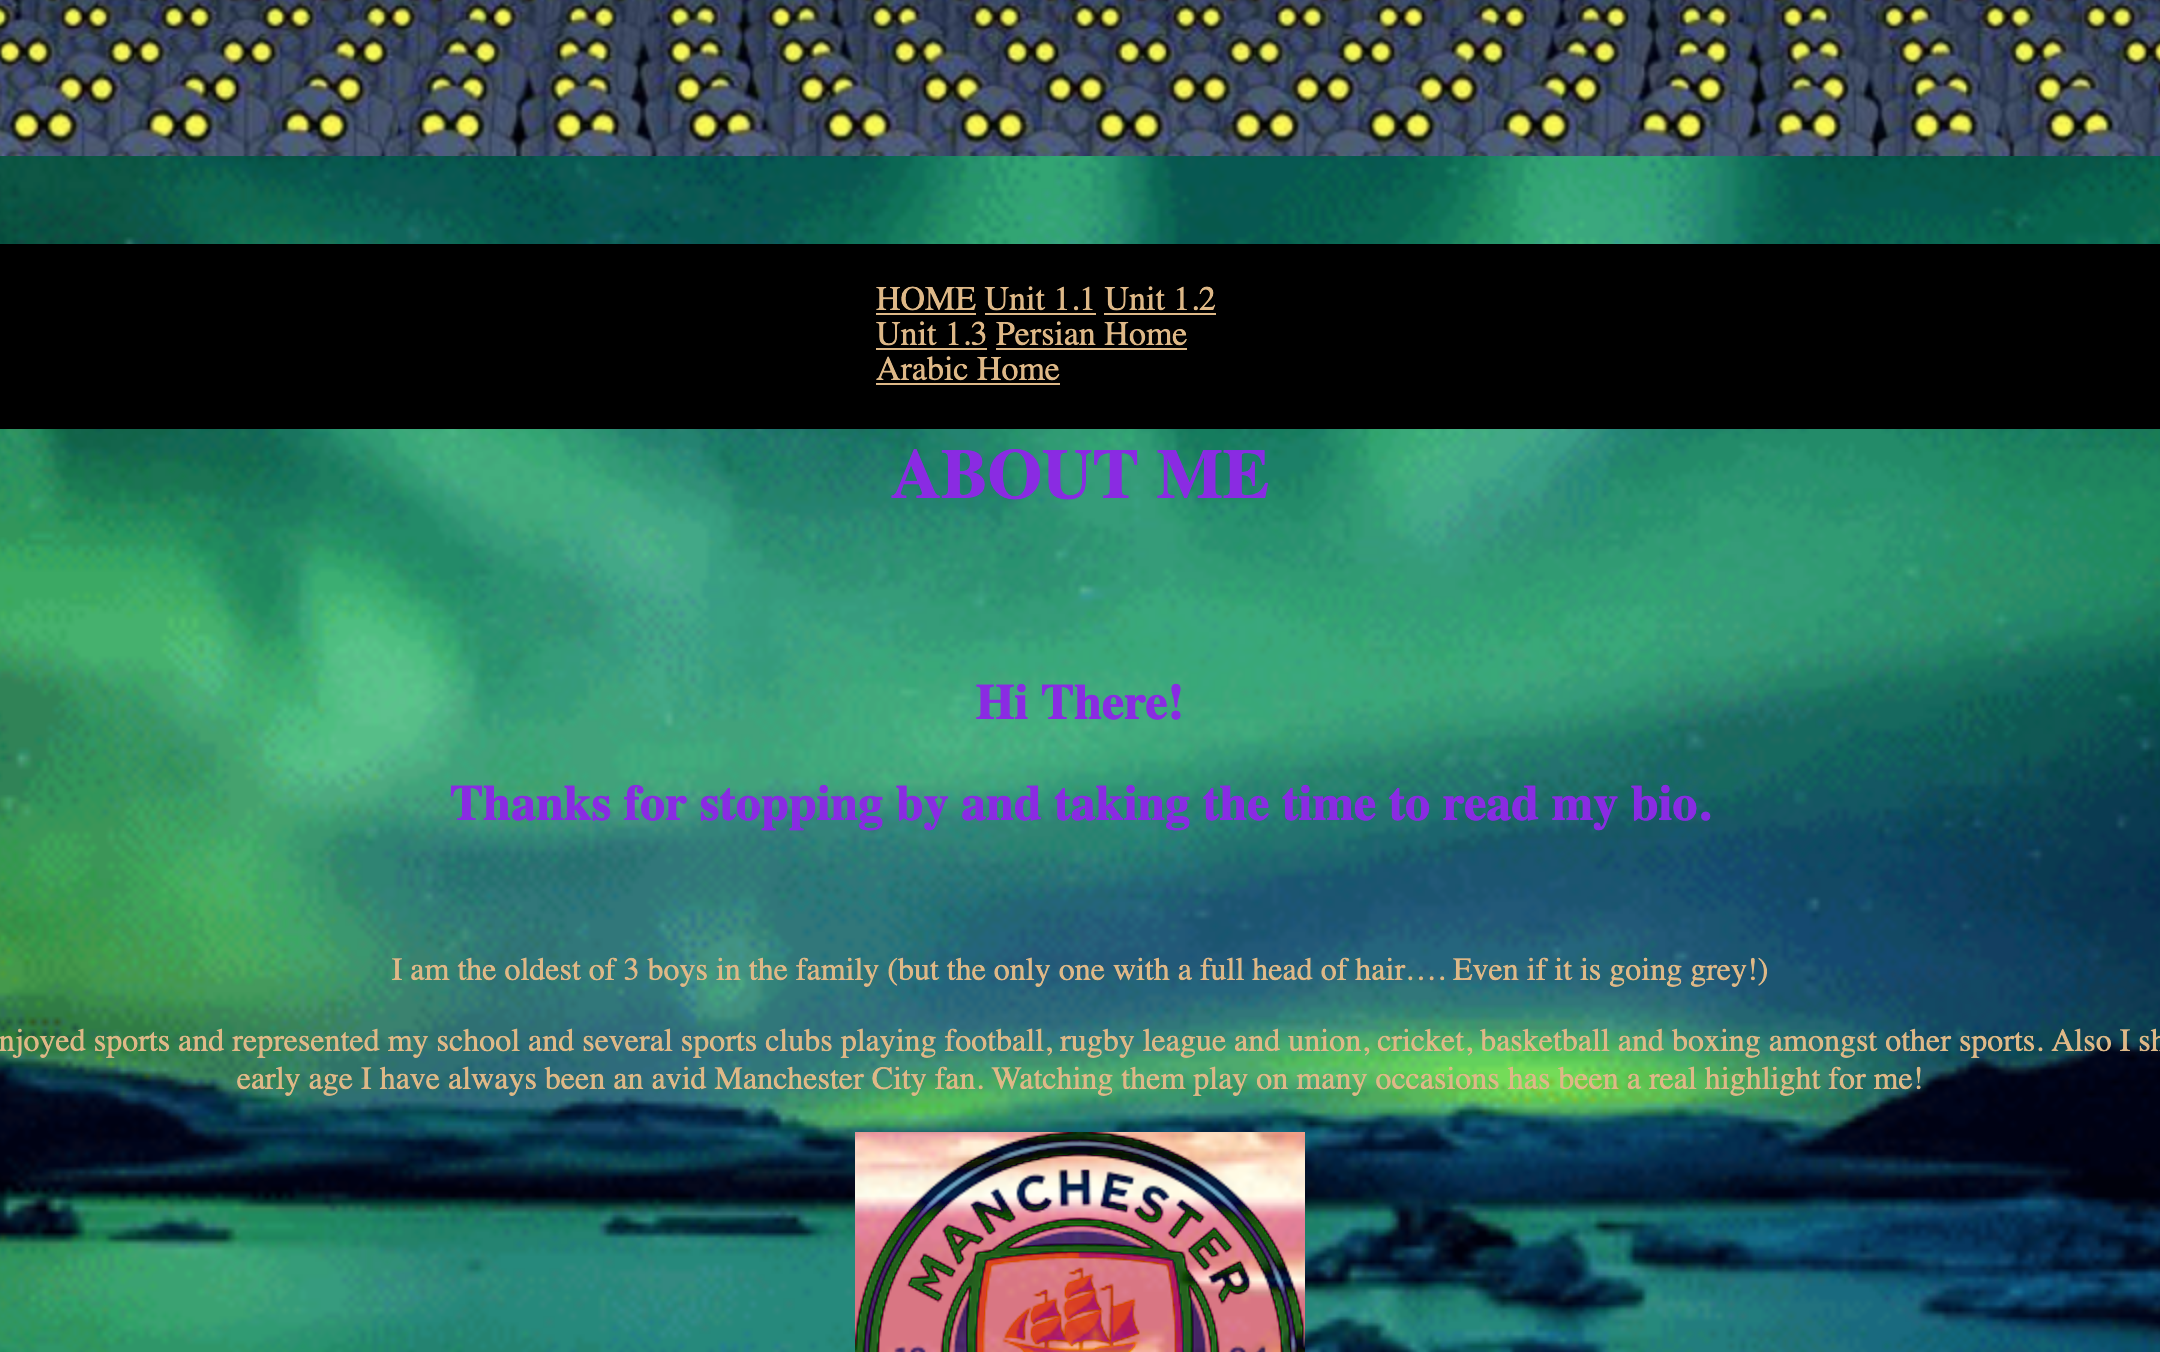 HOME Unit 1.1 Unit 1.2
Unit 1.3 Persian Home
Arabic Home
ABOUT ME
Hi There!
Thanks for stopping by and taking the time to read my bio.
I am the oldest of 3 boys in the family (but the only one with a full head of hair…. Even if it is going grey!)
njoyed sports and represented my school and several sports clubs playing football, rugby league and union, cricket, basketball and boxing amongst other sports. Also I sh
early age I have always been an avid Manchester City fan. Watching them play on many occasions has been a real highlight for me!
MANCHESTER